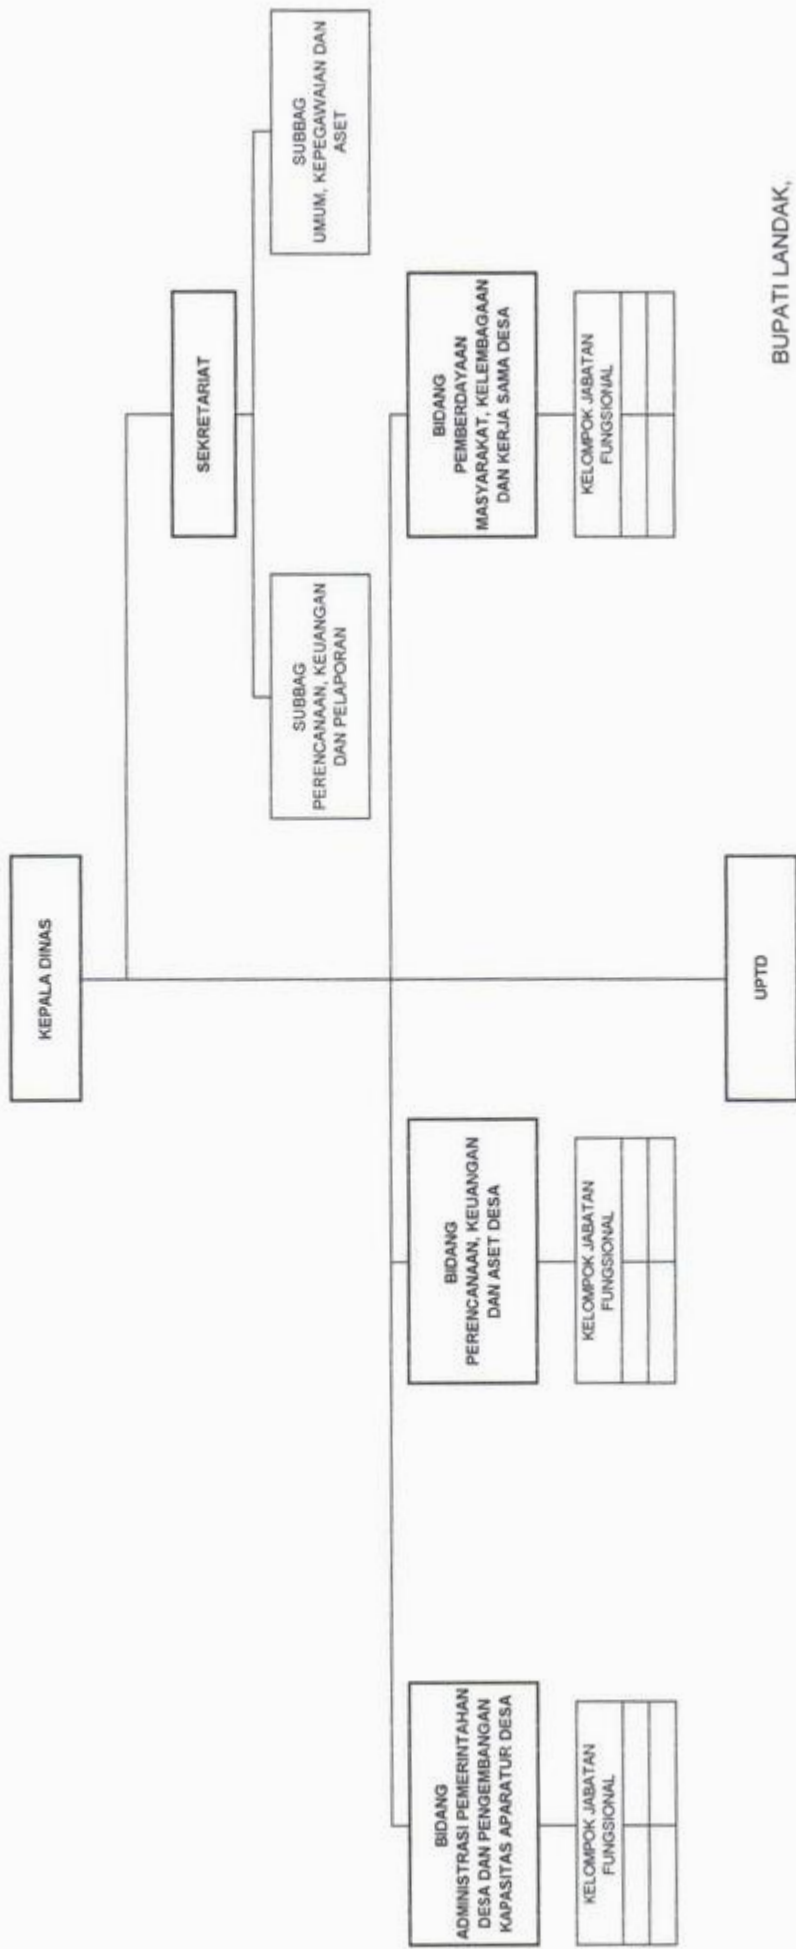 KEPALA DINAS
SEKRETARIAT
SUBBAG
PERENCANAAN, KEUANGAN
DAN PELAPORAN
SUBBAG
UMUM, KEPEGAWAIAN DAN
ASET
BIDANG
ADMINISTRASI PEMERINTAHAN
DESA DAN PENGEMBANGAN
KAPASITAS APARATUR DESA
KELOMPOK JABATAN
FUNGSIONAL
BIDANG
PERENCANAAN, KEUANGAN
DAN ASET DESA
KELOMPOK JABATAN
FUNGSIONAL
BIDANG
PEMBERDAYAAN
MASYARAKAT, KELEMBAGAAN
DAN KERJA SAMA DESA
KELOMPOK JABATAN
FUNGSIONAL
UPTD
BUPATI LANDAK,